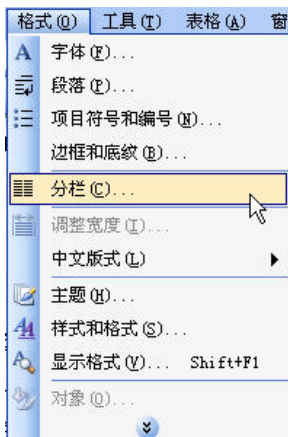 格式(O) 工具(T) 表格(A) 窗
字体(F)...
段落(P)...
项目符号和编号(N)...
边框和底纹(B)...
分栏(C)...
调整宽度(I)...
中文版式(L)
主题(H)...
样式和格式(S)...
显示格式(V)... Shift+F1
对象(O)...